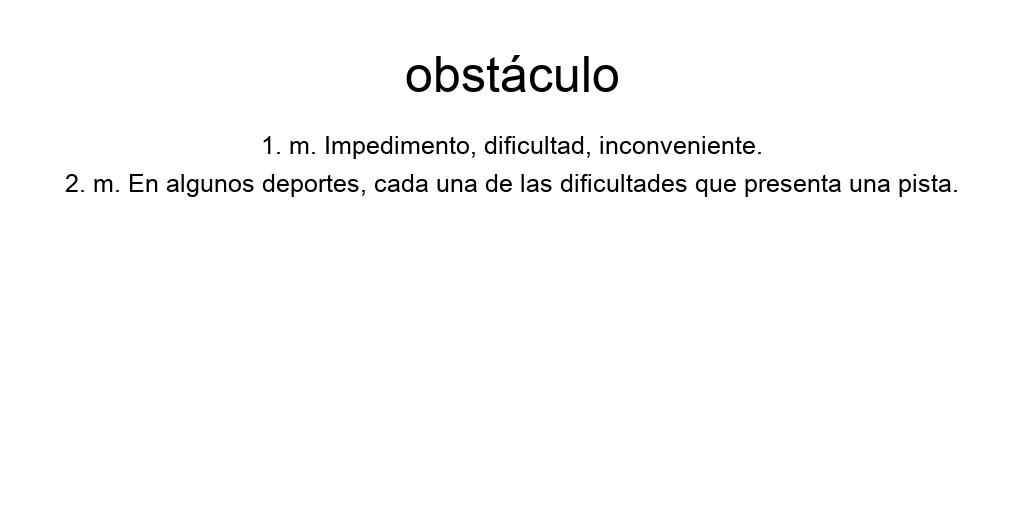 obstáculo
1. m. Impedimento, dificultad, inconveniente.
2. m. En algunos deportes, cada una de las dificultades que presenta una pista.